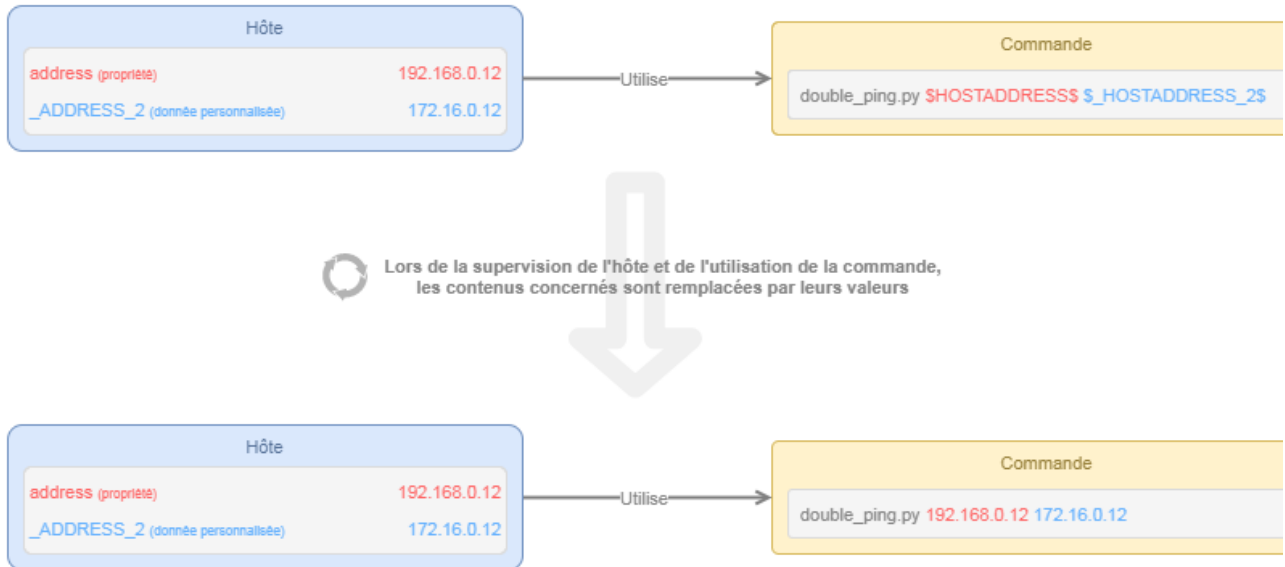 Hôte
address (propriété) 192.168.0.12
_ADDRESS_2 (donnée personnalisée) 172.16.0.12
Utilise
Commande
double_ping.py $HOSTADDRESS$ $_HOSTADDRESS_2$
Lors de la supervision de l'hôte et de l'utilisation de la commande,
les contenus concernés sont remplacées par leurs valeurs
Hôte
address (propriété) 192.168.0.12
_ADDRESS_2 (donnée personnalisée) 172.16.0.12
Utilise
Commande
double_ping.py 192.168.0.12 172.16.0.12